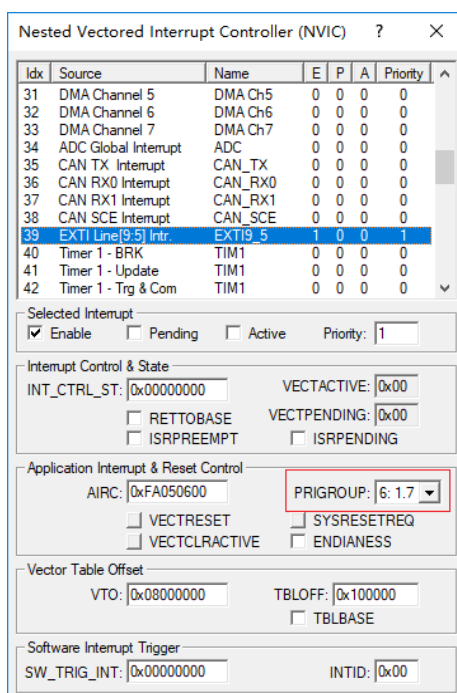 Nested Vectored Interrupt Controller (NVIC) ? ×
Idx Source Name E P A Priority
31 DMA Channel 5 DMA Ch5 0 0 0 0
32 DMA Channel 6 DMA Ch6 0 0 0 0
33 DMA Channel 7 DMA Ch7 0 0 0 0
34 ADC Global Interrupt ADC 0 0 0 0
35 CAN TX Interrupt CAN_TX 0 0 0 0
36 CAN RX0 Interrupt CAN_RX0 0 0 0 0
37 CAN RX1 Interrupt CAN_RX1 0 0 0 0
38 CAN SCE Interrupt CAN_SCE 0 0 0 0
39 EXTI Line[9:5] Intr. EXTI9_5 1 0 0 1
40 Timer 1 - BRK TIM1 0 0 0 0
41 Timer 1 - Update TIM1 0 0 0 0
42 Timer 1 - Trg & Com TIM1 0 0 0 0
Selected Interrupt
Enable Pending Active Priority: 1
Interrupt Control & State
INT_CTRL_ST: 0x00000000 VECTACTIVE: 0x00
RETTOBASE VECTPENDING: 0x00
ISRPREEMPT ISRPENDING
Application Interrupt & Reset Control
AIRC: 0xFA050600 PRIGROUP: 6: 1.7
VECTRESET SYSRESETREQ
VECTCLRACTIVE ENDIANESS
Vector Table Offset
VTO: 0x08000000 TBLOFF: 0x100000
TBLBASE
Software Interrupt Trigger
SW_TRIG_INT: 0x00000000 INTID: 0x00